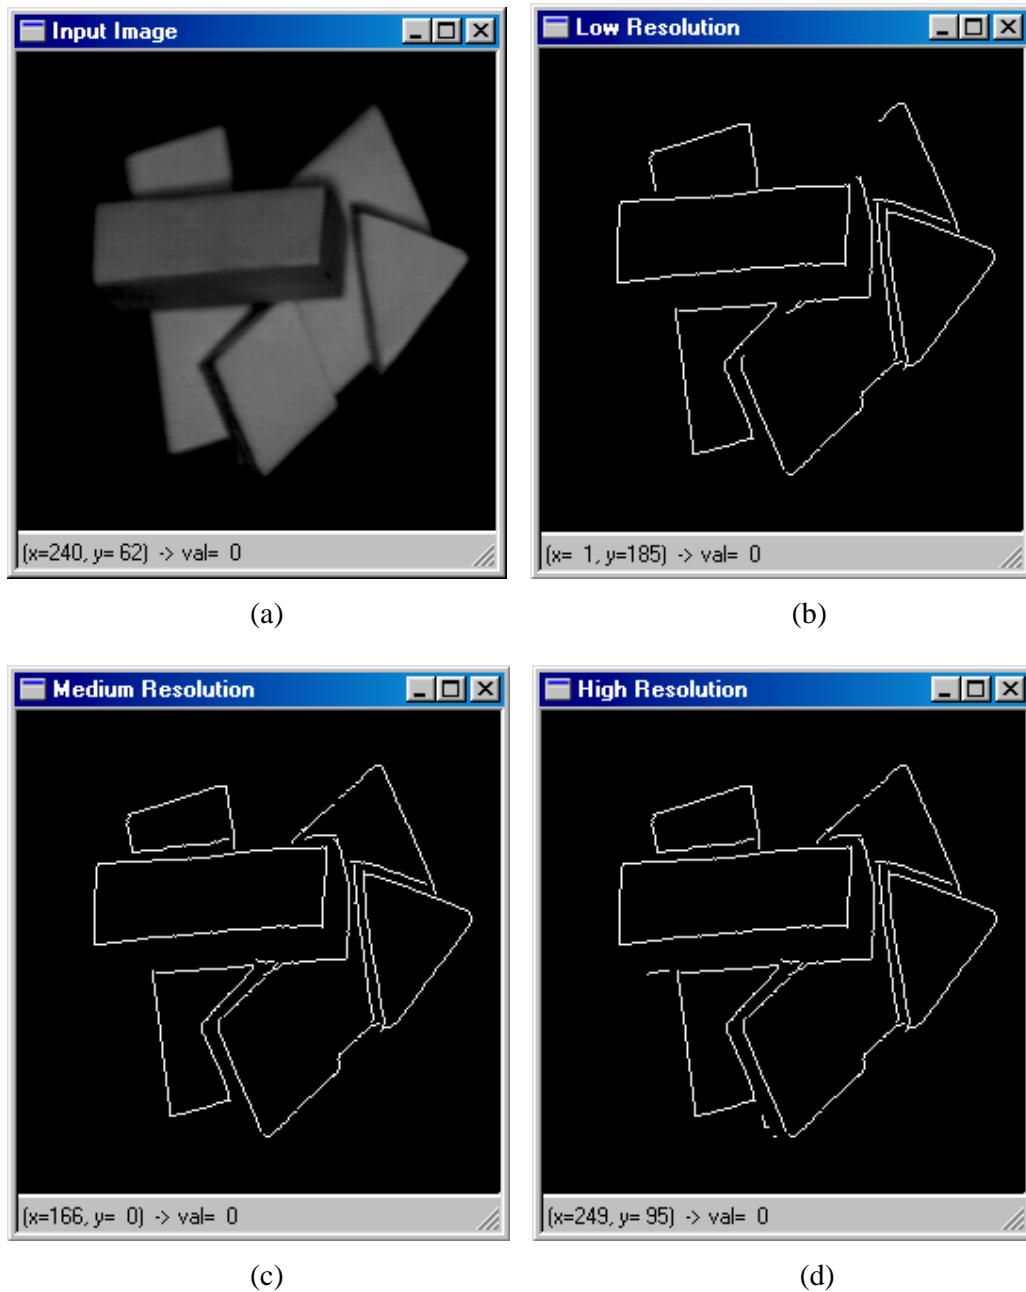 Input Image
Low Resolution
(x=240, y= 62) -> val= 0
(x= 1, y=185) -> val= 0
(a)
(b)
Medium Resolution
High Resolution
(x=166, y= 0) -> val= 0
(x=249, y= 95) -> val= 0
(c)
(d)